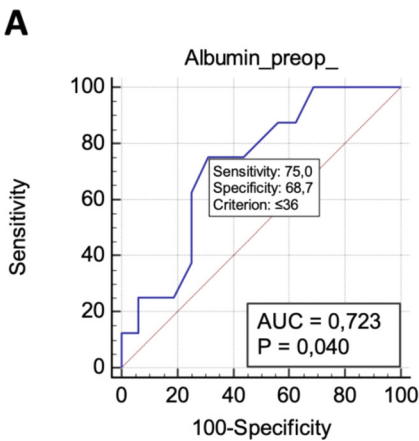 A
Albumin_preop_
100
80
60
40
20
0
Sensitivity
Sensitivity: 75,0
Specificity: 68,7
Criterion: ≤36
AUC = 0,723
P = 0,040
0 20 40 60 80 100
100-Specificity